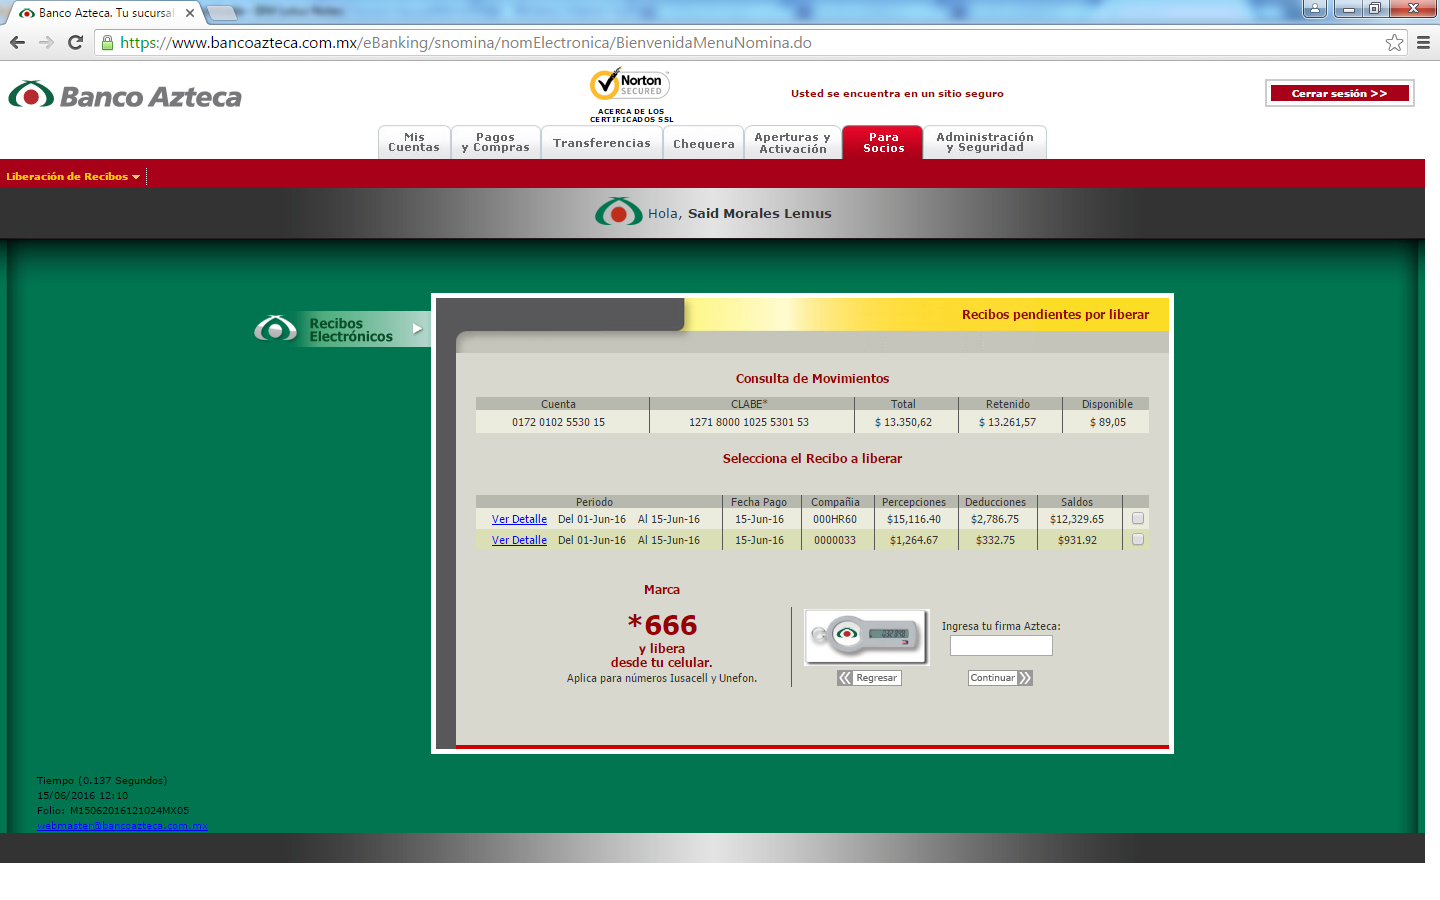 Banco Azteca. Tu sucursal
https://www.bancoazteca.com.mx/eBanking/snomina/nomElectronica/BienvenidaMenuNomina.do
Banco Azteca
Norton
SECURED
ACERCA DE LOS
CERTIFICADOS SSL
Usted se encuentra en un sitio seguro
Cerrar sesión >>
Mis Cuentas
Pagos y Compras
Transferencias
Chequera
Aperturas y Activación
Para Socios
Administración y Seguridad
Liberación de Recibos
Hola, Said Morales Lemus
Recibos
Electrónicos
Recibos pendientes por liberar
Consulta de Movimientos
Cuenta CLABE* Total Retenido Disponible
0172 0102 5530 15 1271 8000 1025 5301 53 $ 13.350,62 $ 13.261,57 $ 89,05
Selecciona el Recibo a liberar
Periodo Fecha Pago Compañia Percepciones Deducciones Saldos
Ver Detalle Del 01-Jun-16 Al 15-Jun-16 15-Jun-16 000HR60 $15,116.40 $2,786.75 $12,329.65
Ver Detalle Del 01-Jun-16 Al 15-Jun-16 15-Jun-16 0000033 $1,264.67 $332.75 $931.92
Marca
*666
y libera
desde tu celular.
Aplica para números Iusacell y Unefon.
Ingresa tu firma Azteca:
Regresar
Continuar
Tiempo (0.137 Segundos)
15/06/2016 12:10
Folio: M15062016121024MX05
webmaster@bancoazteca.com.mx